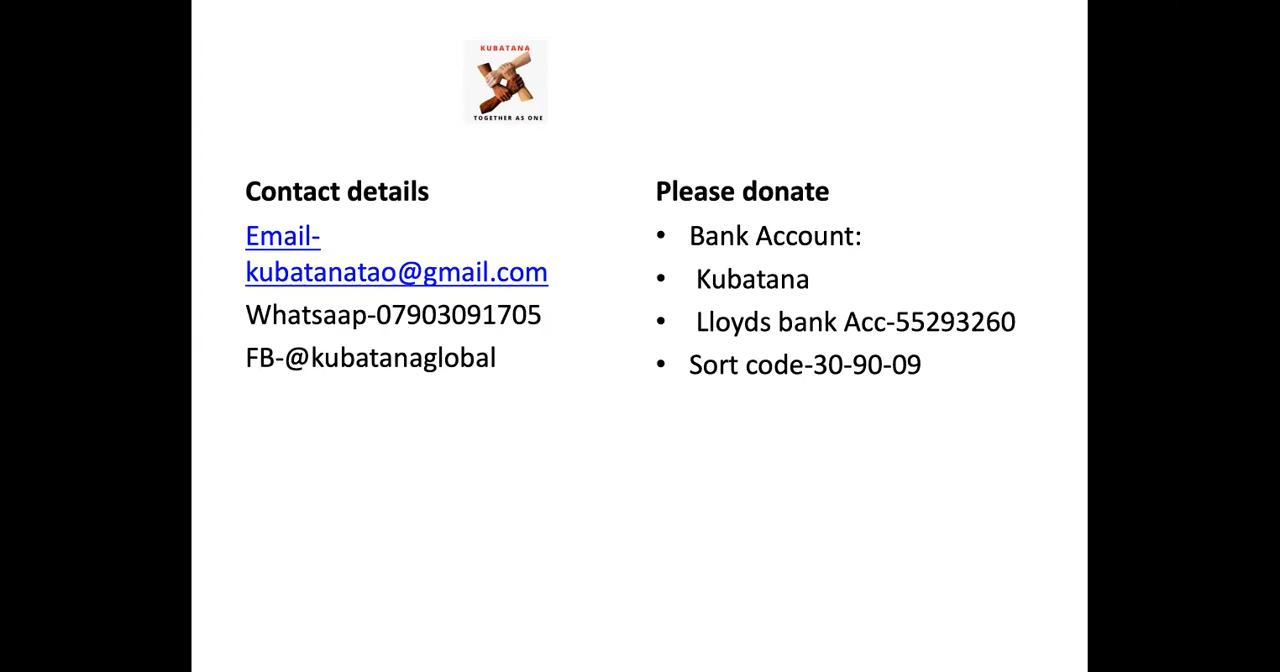 KUBATANA
TOGETHER AS ONE
Contact details
Email-
kubatanatao@gmail.com
Whatsaap-07903091705
FB-@kubatanaglobal
Please donate
• Bank Account:
• Kubatana
• Lloyds bank Acc-55293260
• Sort code-30-90-09